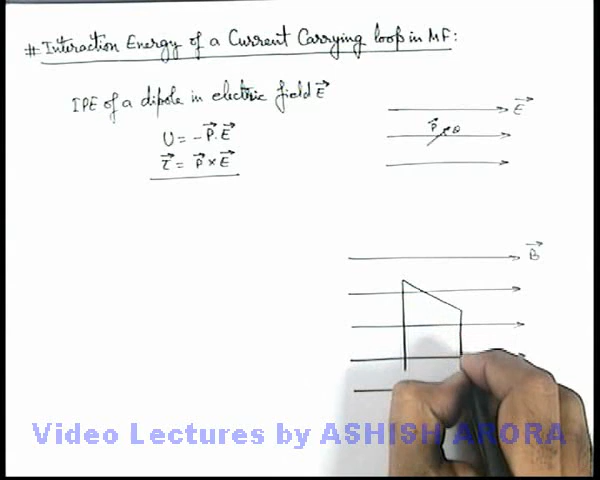 # Interaction Energy of a Current Carrying loop in MF:
IPE of a dipole in electric field E⃗
U = -P⃗.E⃗
τ⃗ = P⃗ × E⃗
E⃗
P⃗ θ
B⃗
Video Lectures by ASHISH ARORA